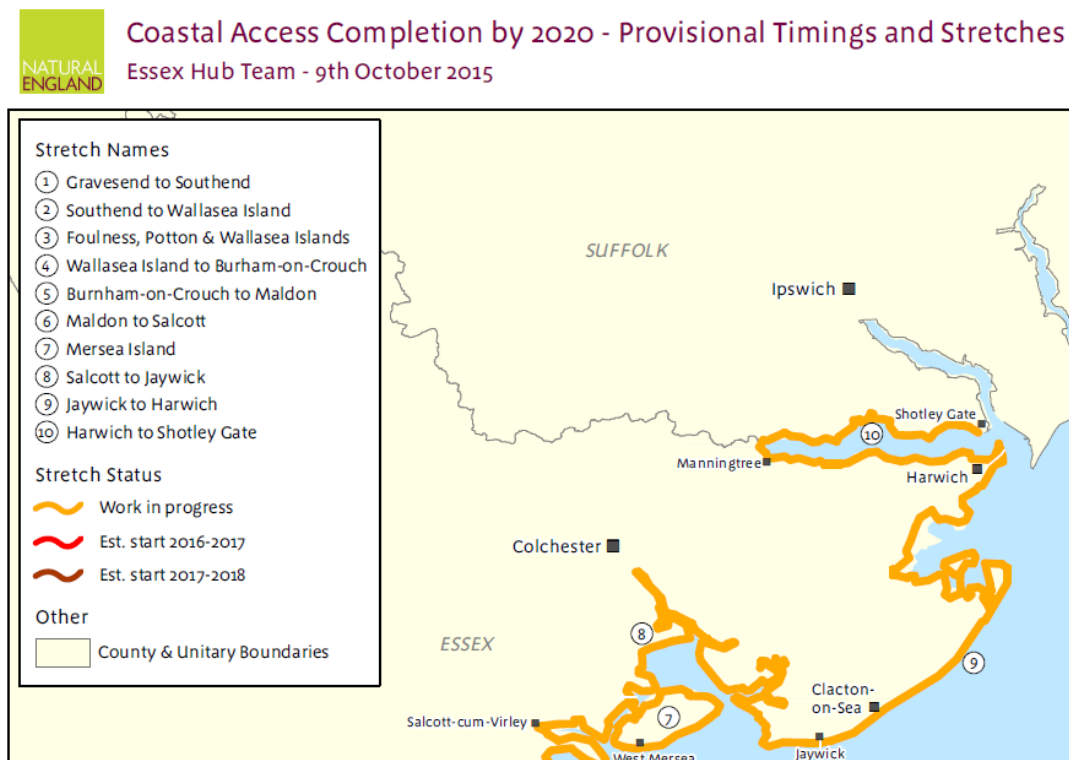 Coastal Access Completion by 2020 - Provisional Timings and Stretches
NATURAL
ENGLAND
Essex Hub Team - 9th October 2015
Stretch Names
1 Gravesend to Southend
2 Southend to Wallasea Island
3 Foulness, Potton & Wallasea Islands
4 Wallasea Island to Burham-on-Crouch
5 Burnham-on-Crouch to Maldon
6 Maldon to Salcott
7 Mersea Island
8 Salcott to Jaywick
9 Jaywick to Harwich
10 Harwich to Shotley Gate
Stretch Status
Work in progress
Est. start 2016-2017
Est. start 2017-2018
Other
County & Unitary Boundaries
SUFFOLK
Ipswich
Shotley Gate
10
Manningtree
Harwich
Colchester
8
ESSEX
9
Clacton-
on-Sea
7
Salcott-cum-Virley
West Mersea
Jaywick